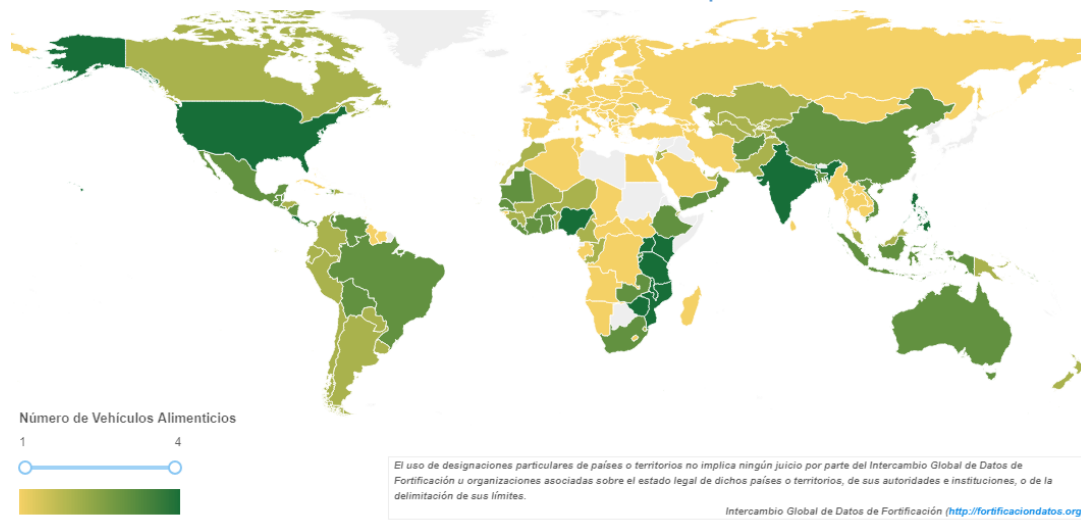 Número de Vehículos Alimenticios
1 4
El uso de designaciones particulares de países o territorios no implica ningún juicio por parte del Intercambio Global de Datos de
Fortificación u organizaciones asociadas sobre el estado legal de dichos países o territorios, de sus autoridades e instituciones, o de la
delimitación de sus límites.
Intercambio Global de Datos de Fortificación (http://fortificaciondatos.org